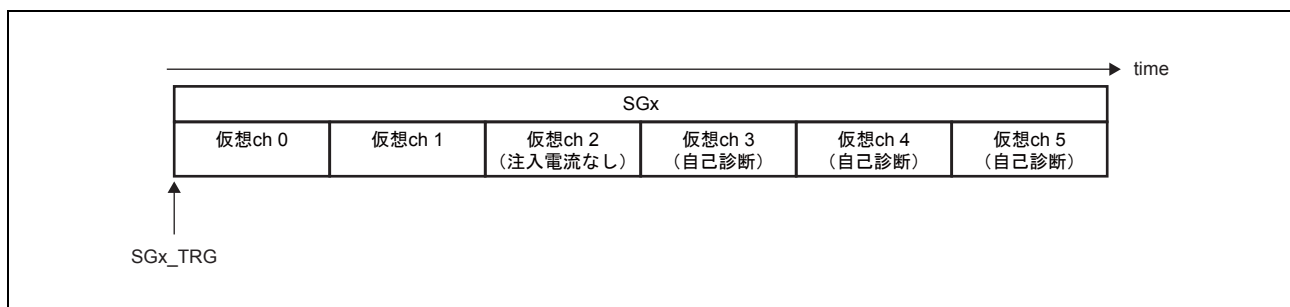 time
SGx
仮想ch 0
仮想ch 1
仮想ch 2
（注入電流なし）
仮想ch 3
（自己診断）
仮想ch 4
（自己診断）
仮想ch 5
（自己診断）
SGx_TRG